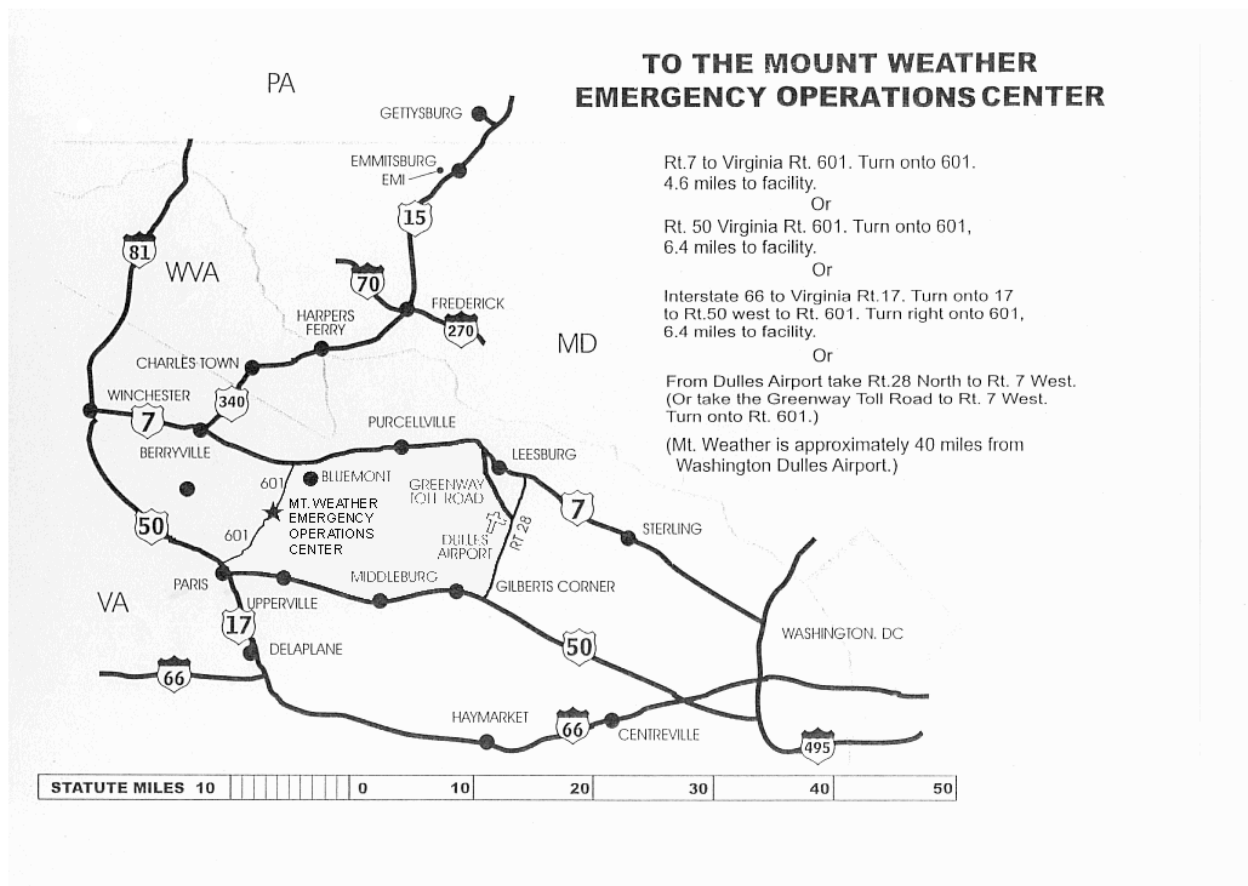 TO THE MOUNT WEATHER
EMERGENCY OPERATIONS CENTER
Rt.7 to Virginia Rt. 601. Turn onto 601.
4.6 miles to facility.
Or
Rt. 50 Virginia Rt. 601. Turn onto 601,
6.4 miles to facility.
Or
Interstate 66 to Virginia Rt.17. Turn onto 17
to Rt.50 west to Rt. 601. Turn right onto 601,
6.4 miles to facility.
Or
From Dulles Airport take Rt.28 North to Rt. 7 West.
(Or take the Greenway Toll Road to Rt. 7 West.
Turn onto Rt. 601.)
(Mt. Weather is approximately 40 miles from
Washington Dulles Airport.)
PA
GETTYSBURG
EMMITSBURG
EMI
15
81
WVA
70
FREDERICK
HARPERS
FERRY
270
MD
CHARLES TOWN
WINCHESTER
340
7
PURCELLVILLE
BERRYVILLE
LEESBURG
601
BLUEMONT
GREENWAY
TOLL ROAD
MT. WEATHER
EMERGENCY
OPERATIONS
CENTER
7
50
601
RT 28
STERLING
DULLES
AIRPORT
PARIS
MIDDLEBURG
GILBERTS CORNER
VA
UPPERVILLE
17
WASHINGTON. DC
DELAPLANE
50
66
HAYMARKET
66
CENTREVILLE
495
STATUTE MILES 10 0 10 20 30 40 50